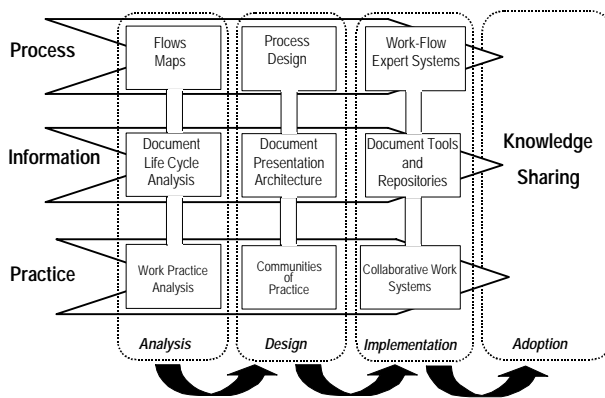 Process
Flows
Maps
Process
Design
Work-Flow
Expert Systems
Information
Document
Life Cycle
Analysis
Document
Presentation
Architecture
Document Tools
and
Repositories
Knowledge
Sharing
Practice
Work Practice
Analysis
Communities
of
Practice
Collaborative Work
Systems
Analysis
Design
Implementation
Adoption